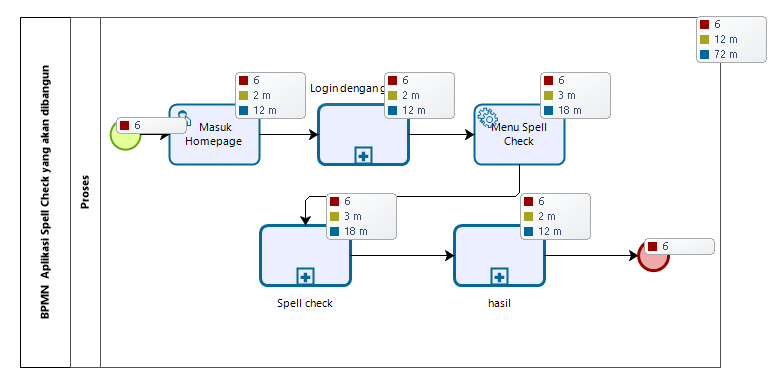 BPMN Aplikasi Spell Check yang akan dibangun
Proses
6
12 m
72 m
6
6
2 m
12 m
Masuk
Homepage
Login dengan
6
2 m
12 m
6
3 m
18 m
Menu Spell
Check
6
3 m
18 m
Spell check
6
2 m
12 m
hasil
6